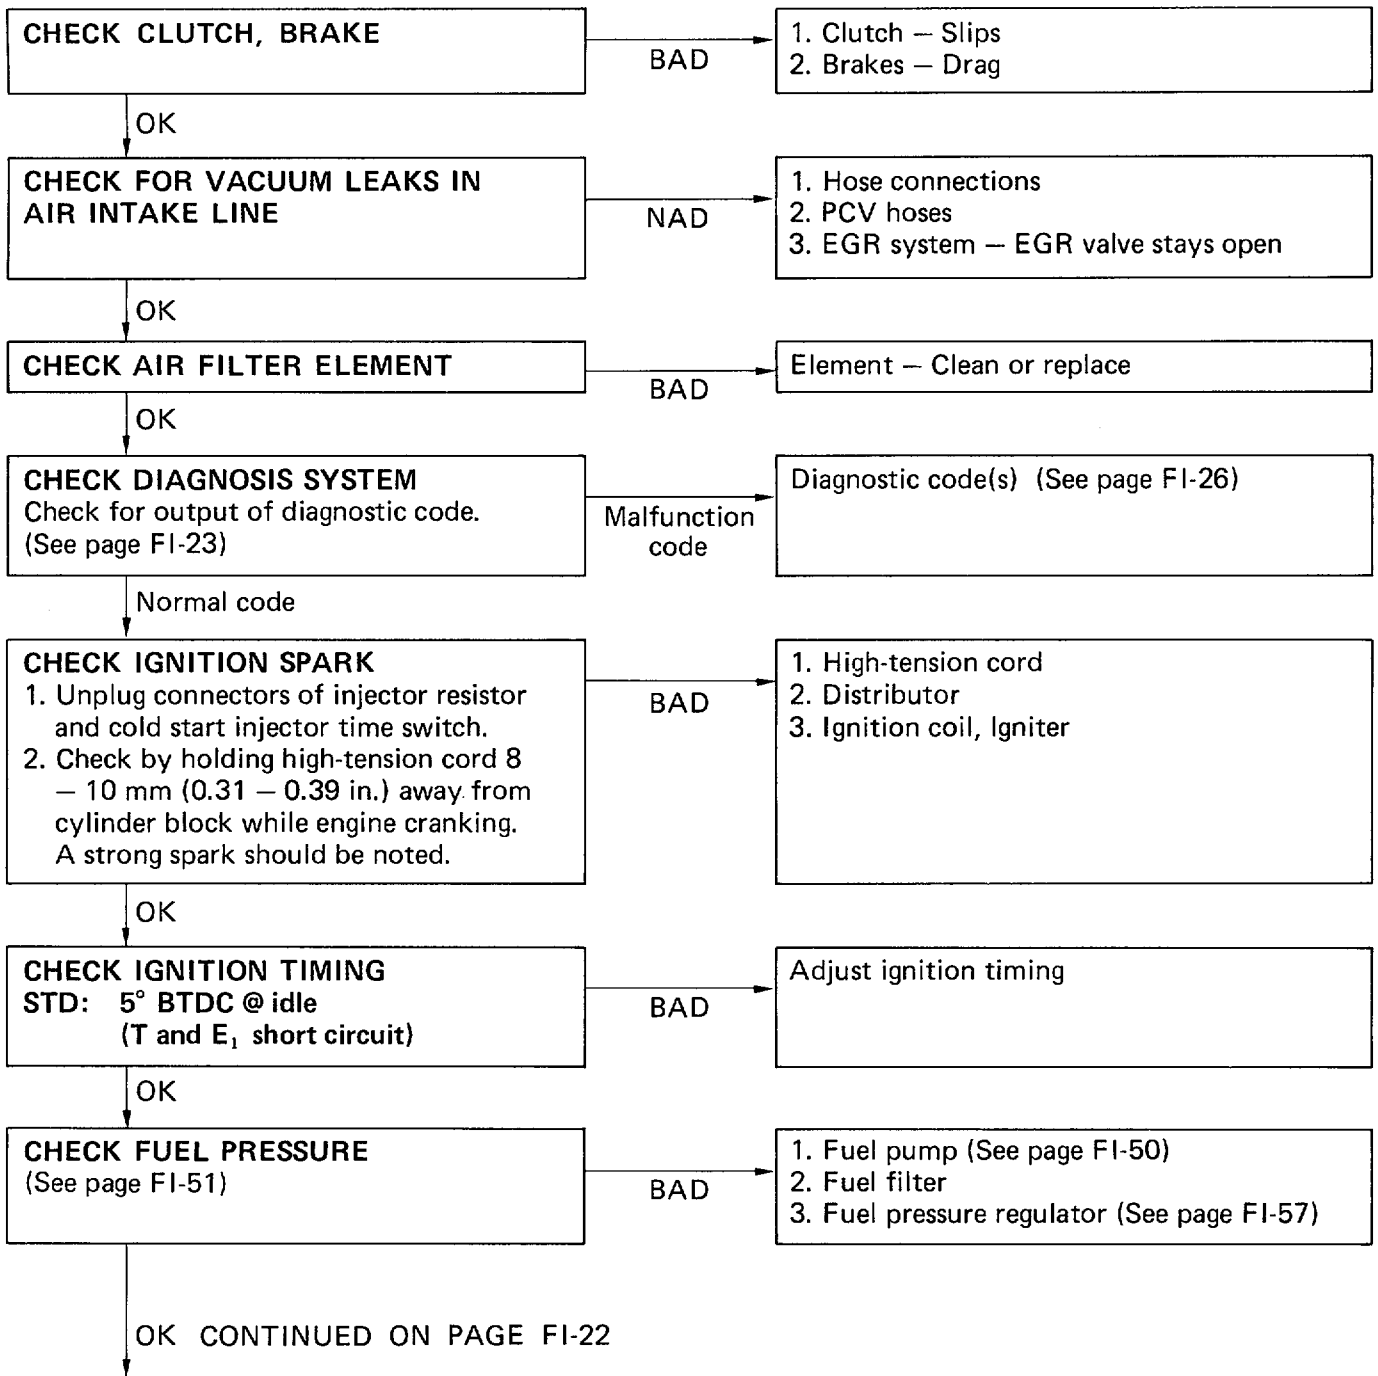 CHECK CLUTCH, BRAKE
BAD
1. Clutch — Slips
2. Brakes — Drag
OK
CHECK FOR VACUUM LEAKS IN
AIR INTAKE LINE
NAD
1. Hose connections
2. PCV hoses
3. EGR system — EGR valve stays open
OK
CHECK AIR FILTER ELEMENT
BAD
Element — Clean or replace
OK
CHECK DIAGNOSIS SYSTEM
Check for output of diagnostic code.
(See page FI-23)
Malfunction
code
Diagnostic code(s) (See page FI-26)
Normal code
CHECK IGNITION SPARK
1. Unplug connectors of injector resistor
and cold start injector time switch.
2. Check by holding high-tension cord 8
— 10 mm (0.31 — 0.39 in.) away from
cylinder block while engine cranking.
A strong spark should be noted.
BAD
1. High-tension cord
2. Distributor
3. Ignition coil, Igniter
OK
CHECK IGNITION TIMING
STD: 5° BTDC @ idle
(T and E₁ short circuit)
BAD
Adjust ignition timing
OK
CHECK FUEL PRESSURE
(See page FI-51)
BAD
1. Fuel pump (See page FI-50)
2. Fuel filter
3. Fuel pressure regulator (See page FI-57)
OK CONTINUED ON PAGE FI-22